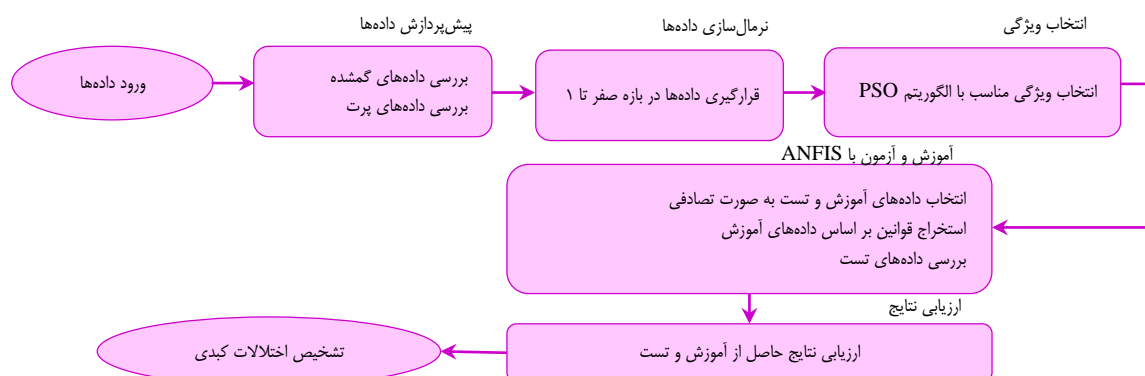 ورود داده‌ها
پیش‌پردازش داده‌ها
بررسی داده‌های گمشده
بررسی داده‌های پرت
نرمال‌سازی داده‌ها
قرارگیری داده‌ها در بازه صفر تا ۱
انتخاب ویژگی
انتخاب ویژگی مناسب با الگوریتم PSO
آموزش و آزمون با ANFIS
انتخاب داده‌های آموزش و تست به صورت تصادفی
استخراج قوانین بر اساس داده‌های آموزش
بررسی داده‌های تست
ارزیابی نتایج
ارزیابی نتایج حاصل از آموزش و تست
تشخیص اختلالات کبدی